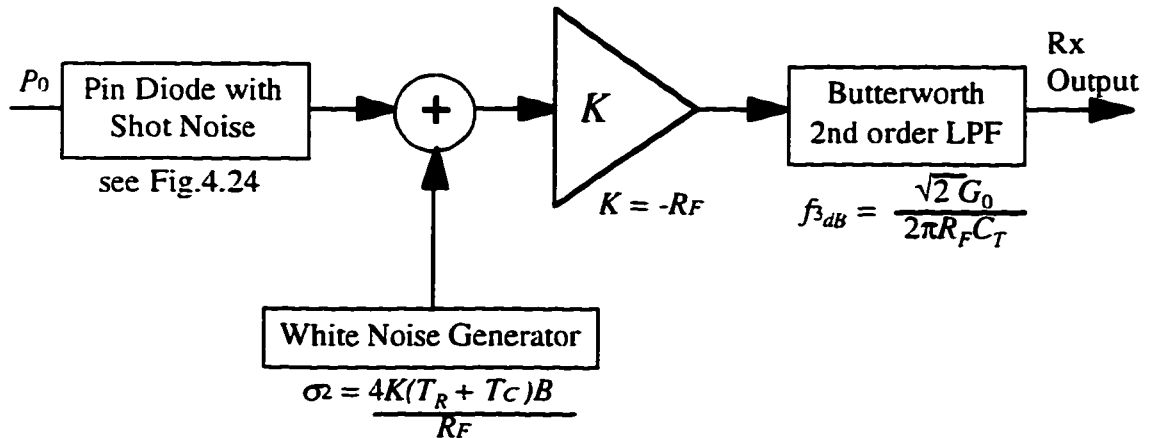 P0
Pin Diode with
Shot Noise
see Fig.4.24
+
K
K = -RF
Butterworth
2nd order LPF
f3dB = √2 G0 / 2πRFCT
Rx
Output
White Noise Generator
σ2 = 4K(TR + TC)B / RF